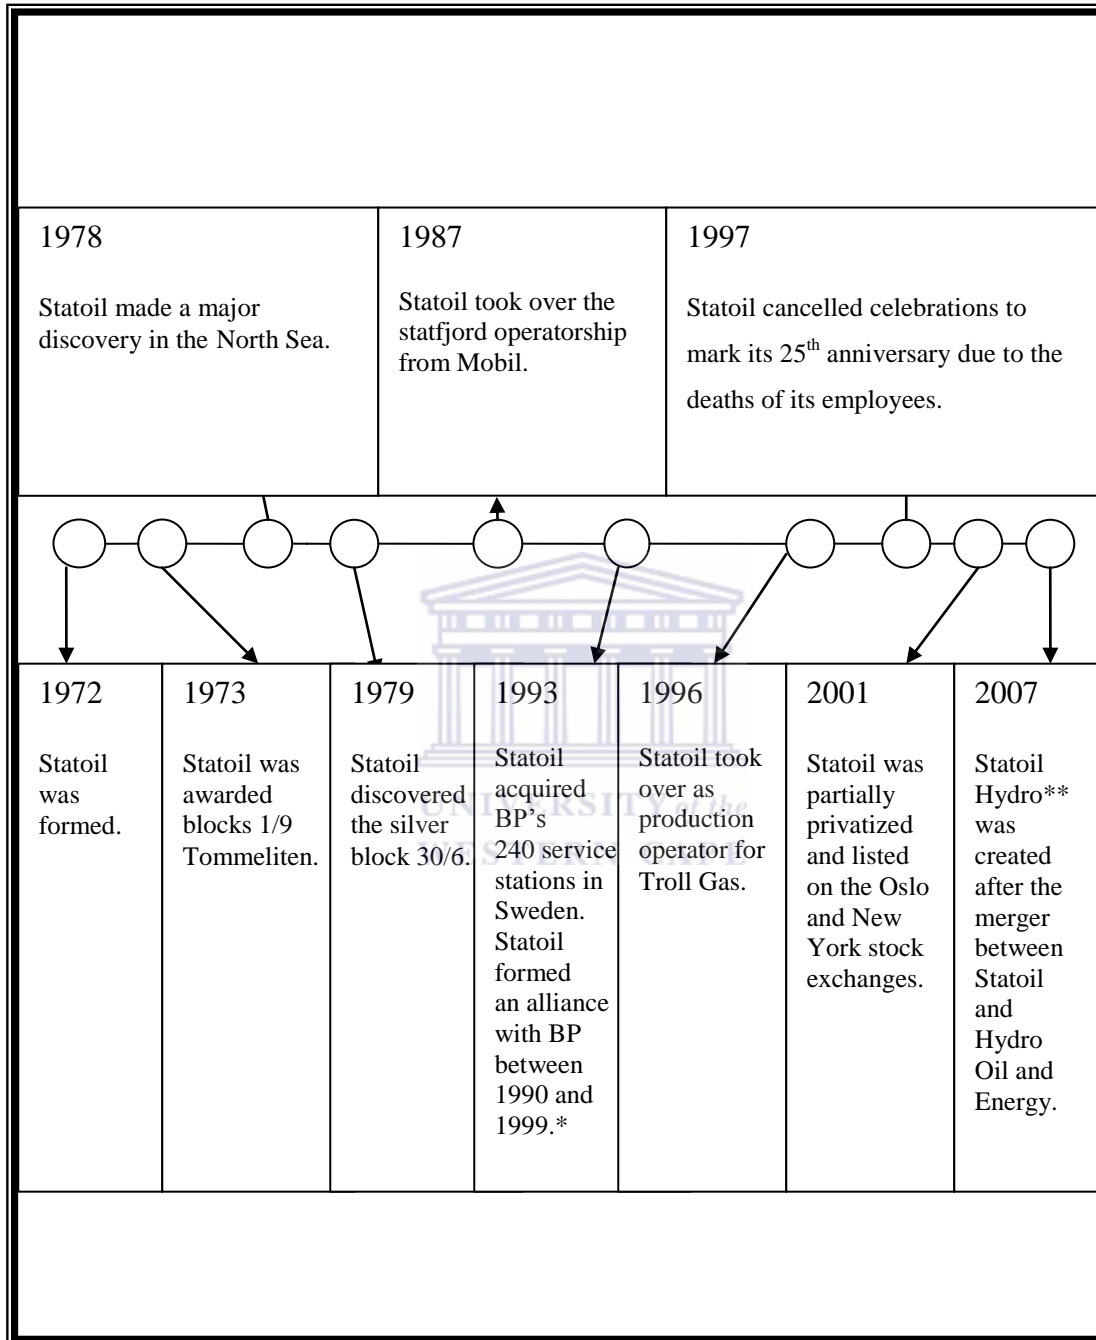 1978
Statoil made a major
discovery in the North Sea.
1987
Statoil took over the
statfjord operatorship
from Mobil.
1997
Statoil cancelled celebrations to
mark its 25th anniversary due to the
deaths of its employees.
1972
Statoil
was
formed.
1973
Statoil was
awarded
blocks 1/9
Tommeliten.
1979
Statoil
discovered
the silver
block 30/6.
1993
Statoil
acquired
BP’s
240 service
stations in
Sweden.
Statoil
formed
an alliance
with BP
between
1990 and
1999.*
1996
Statoil took
over as
production
operator for
Troll Gas.
2001
Statoil was
partially
privatized
and listed
on the Oslo
and New
York stock
exchanges.
2007
Statoil
Hydro**
was
created
after the
merger
between
Statoil
and
Hydro
Oil and
Energy.
UNIVERSITY of the
WESTERN CAPE